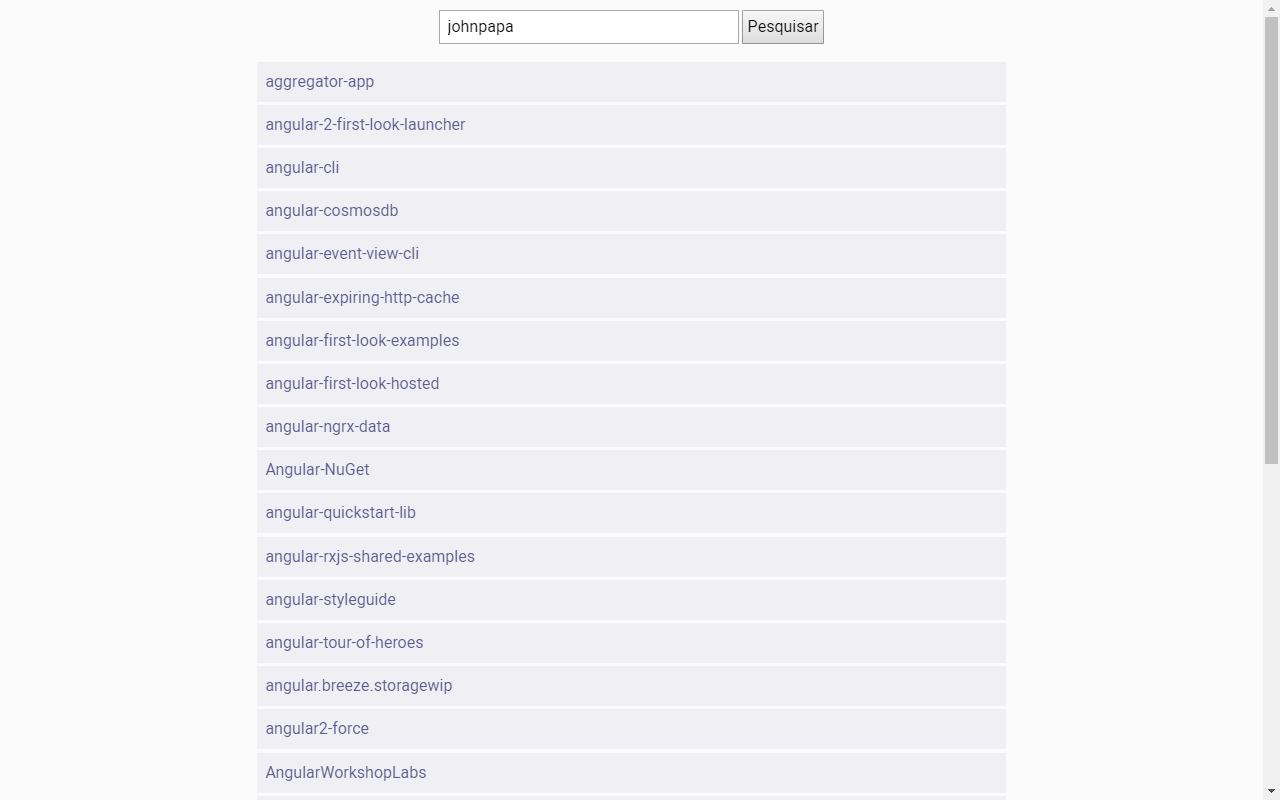 johnpapa Pesquisar
aggregator-app
angular-2-first-look-launcher
angular-cli
angular-cosmosdb
angular-event-view-cli
angular-expiring-http-cache
angular-first-look-examples
angular-first-look-hosted
angular-ngrx-data
Angular-NuGet
angular-quickstart-lib
angular-rxjs-shared-examples
angular-styleguide
angular-tour-of-heroes
angular.breeze.storagewip
angular2-force
AngularWorkshopLabs